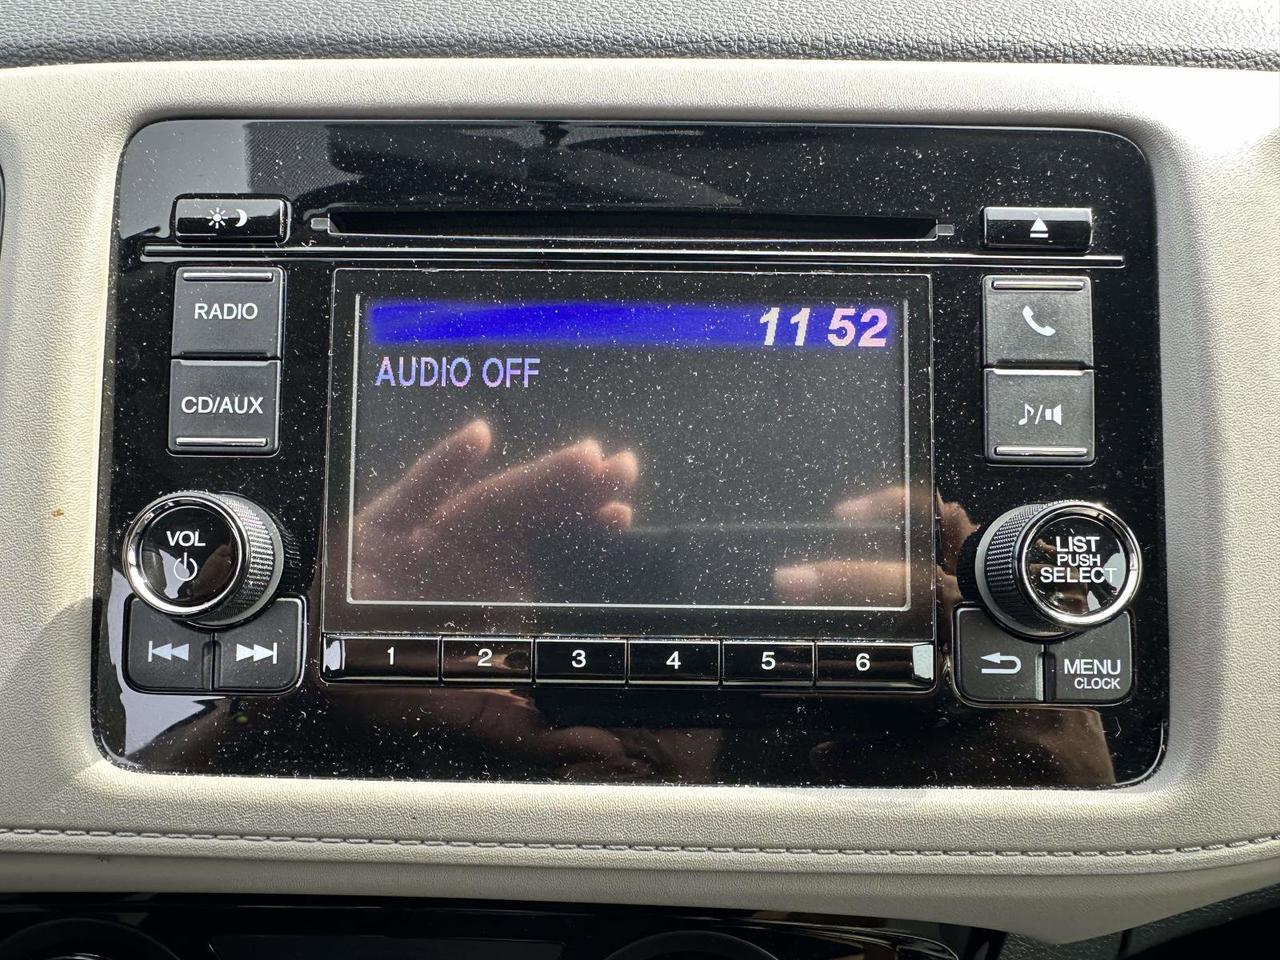 11 52
RADIO
AUDIO OFF
CD/AUX
VOL
LIST
PUSH
SELECT
1 2 3 4 5 6
MENU
CLOCK